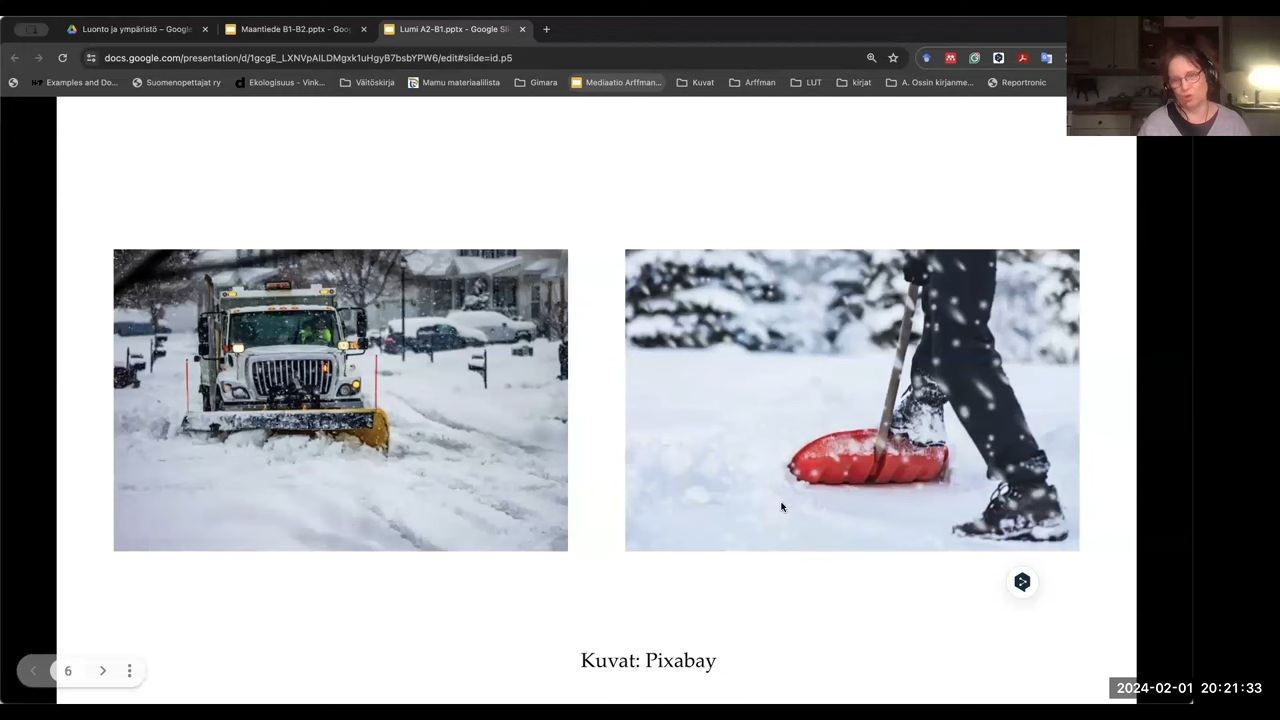 Luonto ja ympäristö – Google
Maantiede B1-B2.pptx - Goog
Lumi A2-B1.pptx - Google Sli
docs.google.com/presentation/d/1gcgE_LXNVpAILDMgxk1uHgyB7bsbYPW6/edit#slide=id.p5
Examples and Do...
Suomenopettajat ry
Ekologisuus - Vink...
Väitöskirja
Mamu materiaalilista
Gimara
Mediaatio Arffman...
Kuvat
Arffman
LUT
kirjat
A. Ossin kirjanme...
Reportronic
Kuvat: Pixabay
6
2024-02-01 20:21:33